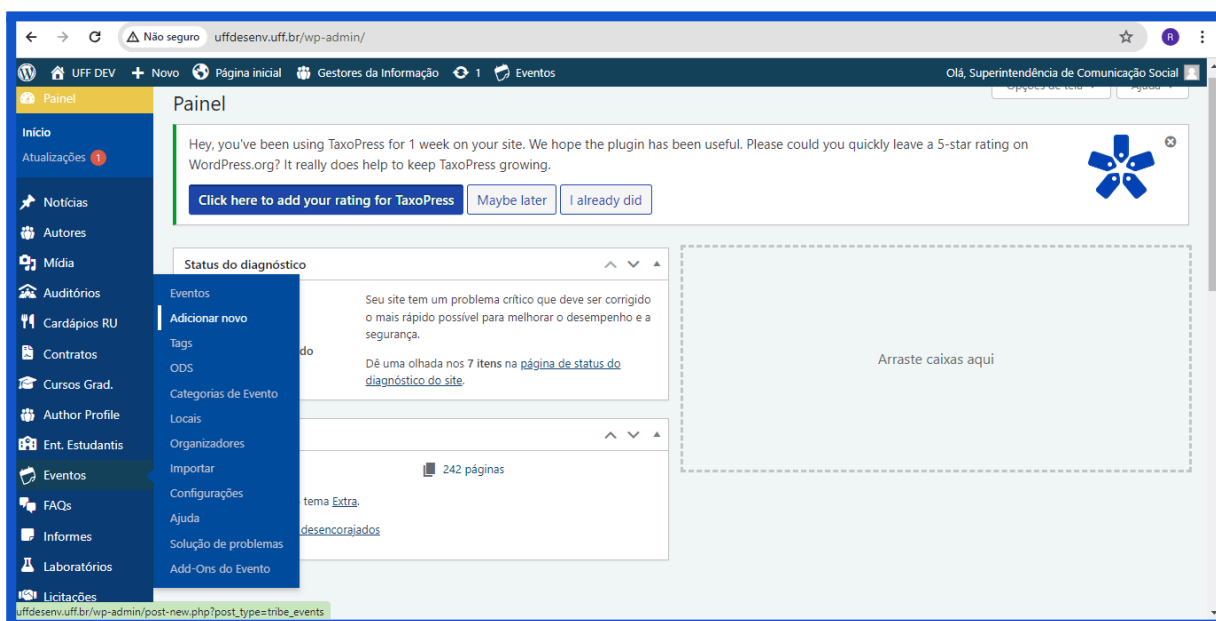 Não seguro uffdesenv.uff.br/wp-admin/ R
UFF DEV + Novo Página inicial Gestores da Informação 1 Eventos Olá, Superintendência de Comunicação Social
Painel
Painel
Opções de tela Ajuda
Início
Atualizações 1
Hey, you've been using TaxoPress for 1 week on your site. We hope the plugin has been useful. Please could you quickly leave a 5-star rating on
WordPress.org? It really does help to keep TaxoPress growing.
Click here to add your rating for TaxoPress Maybe later I already did
Notícias
Autores
Mídia
Auditórios
Cardápios RU
Contratos
Cursos Grad.
Author Profile
Ent. Estudantis
Eventos
FAQs
Informes
Laboratórios
Licitações
Eventos
Adicionar novo
Tags
ODS
Categorias de Evento
Locais
Organizadores
Importar
Configurações
Ajuda
Solução de problemas
Add-Ons do Evento
Status do diagnóstico
Seu site tem um problema crítico que deve ser corrigido
o mais rápido possível para melhorar o desempenho e a
segurança.
do
Dê uma olhada nos 7 itens na página de status do
diagnóstico do site.
242 páginas
tema Extra.
desencorajados
Arraste caixas aqui
uffdesenv.uff.br/wp-admin/post-new.php?post_type=tribe_events